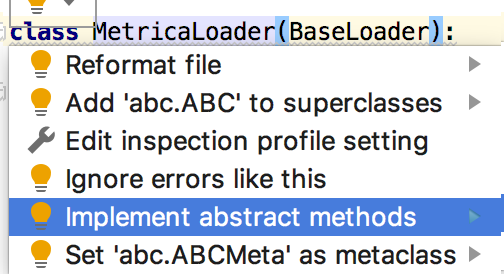 class MetricaLoader(BaseLoader):
Reformat file
Add 'abc.ABC' to superclasses
Edit inspection profile setting
Ignore errors like this
Implement abstract methods
Set 'abc.ABCMeta' as metaclass